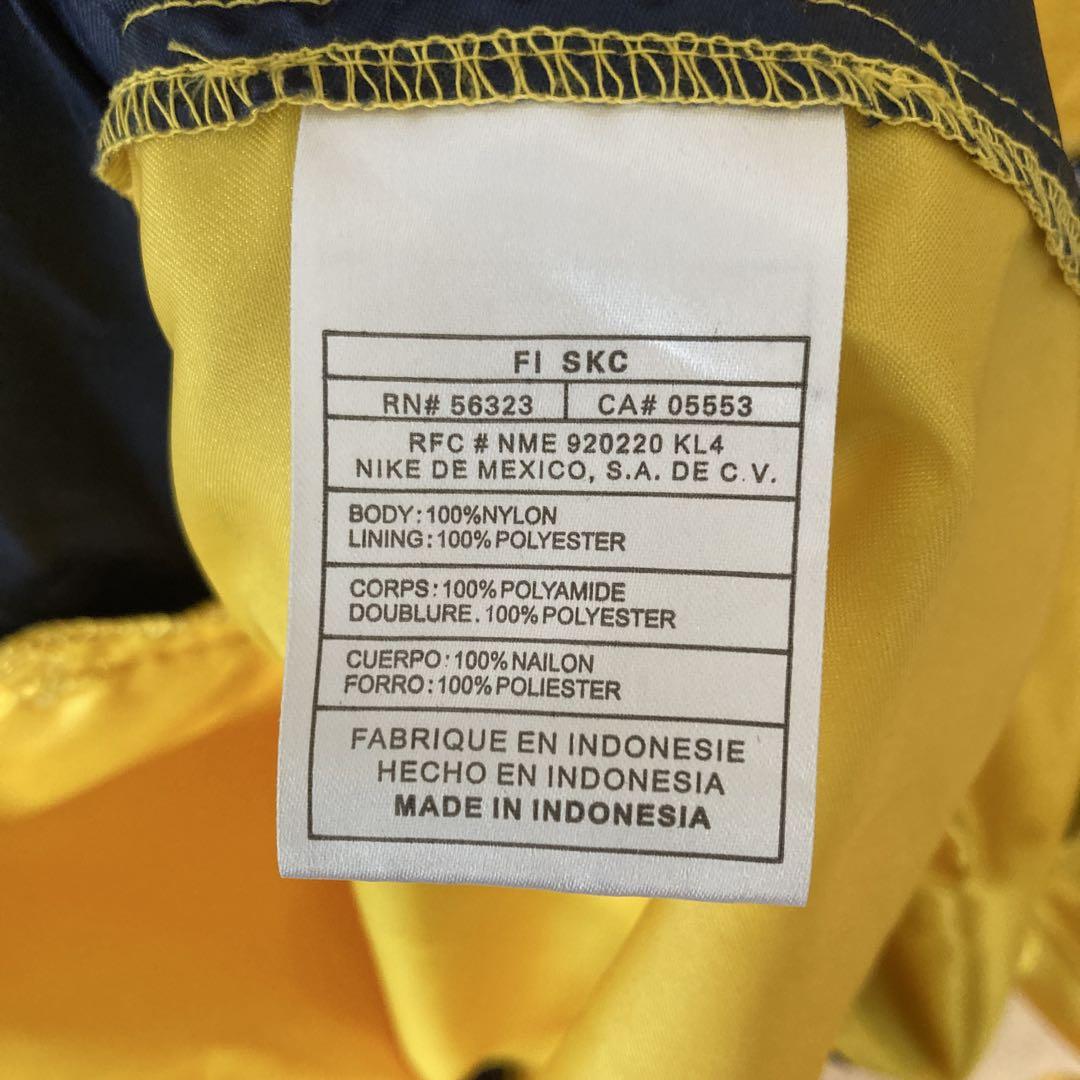 FI SKC
RN# 56323 CA# 05553
RFC # NME 920220 KL4
NIKE DE MEXICO, S.A. DE C.V.
BODY: 100%NYLON
LINING: 100% POLYESTER
CORPS: 100% POLYAMIDE
DOUBLURE. 100% POLYESTER
CUERPO: 100% NAILON
FORRO: 100% POLIESTER
FABRIQUE EN INDONESIE
HECHO EN INDONESIA
MADE IN INDONESIA